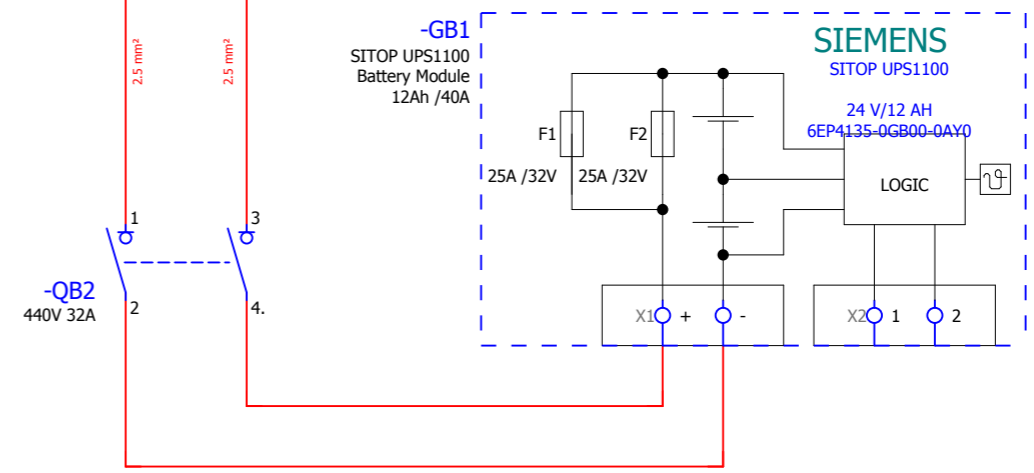 2.5 mm²
2.5 mm²
-GB1
SITOP UPS1100
Battery Module
12Ah /40A
SIEMENS
SITOP UPS1100
24 V/12 AH
6EP4135-0GB00-0AY0
F1
F2
25A /32V
25A /32V
LOGIC
ϑ
1
3
-QB2
440V 32A
2
4.
X1
+
-
X2
1
2